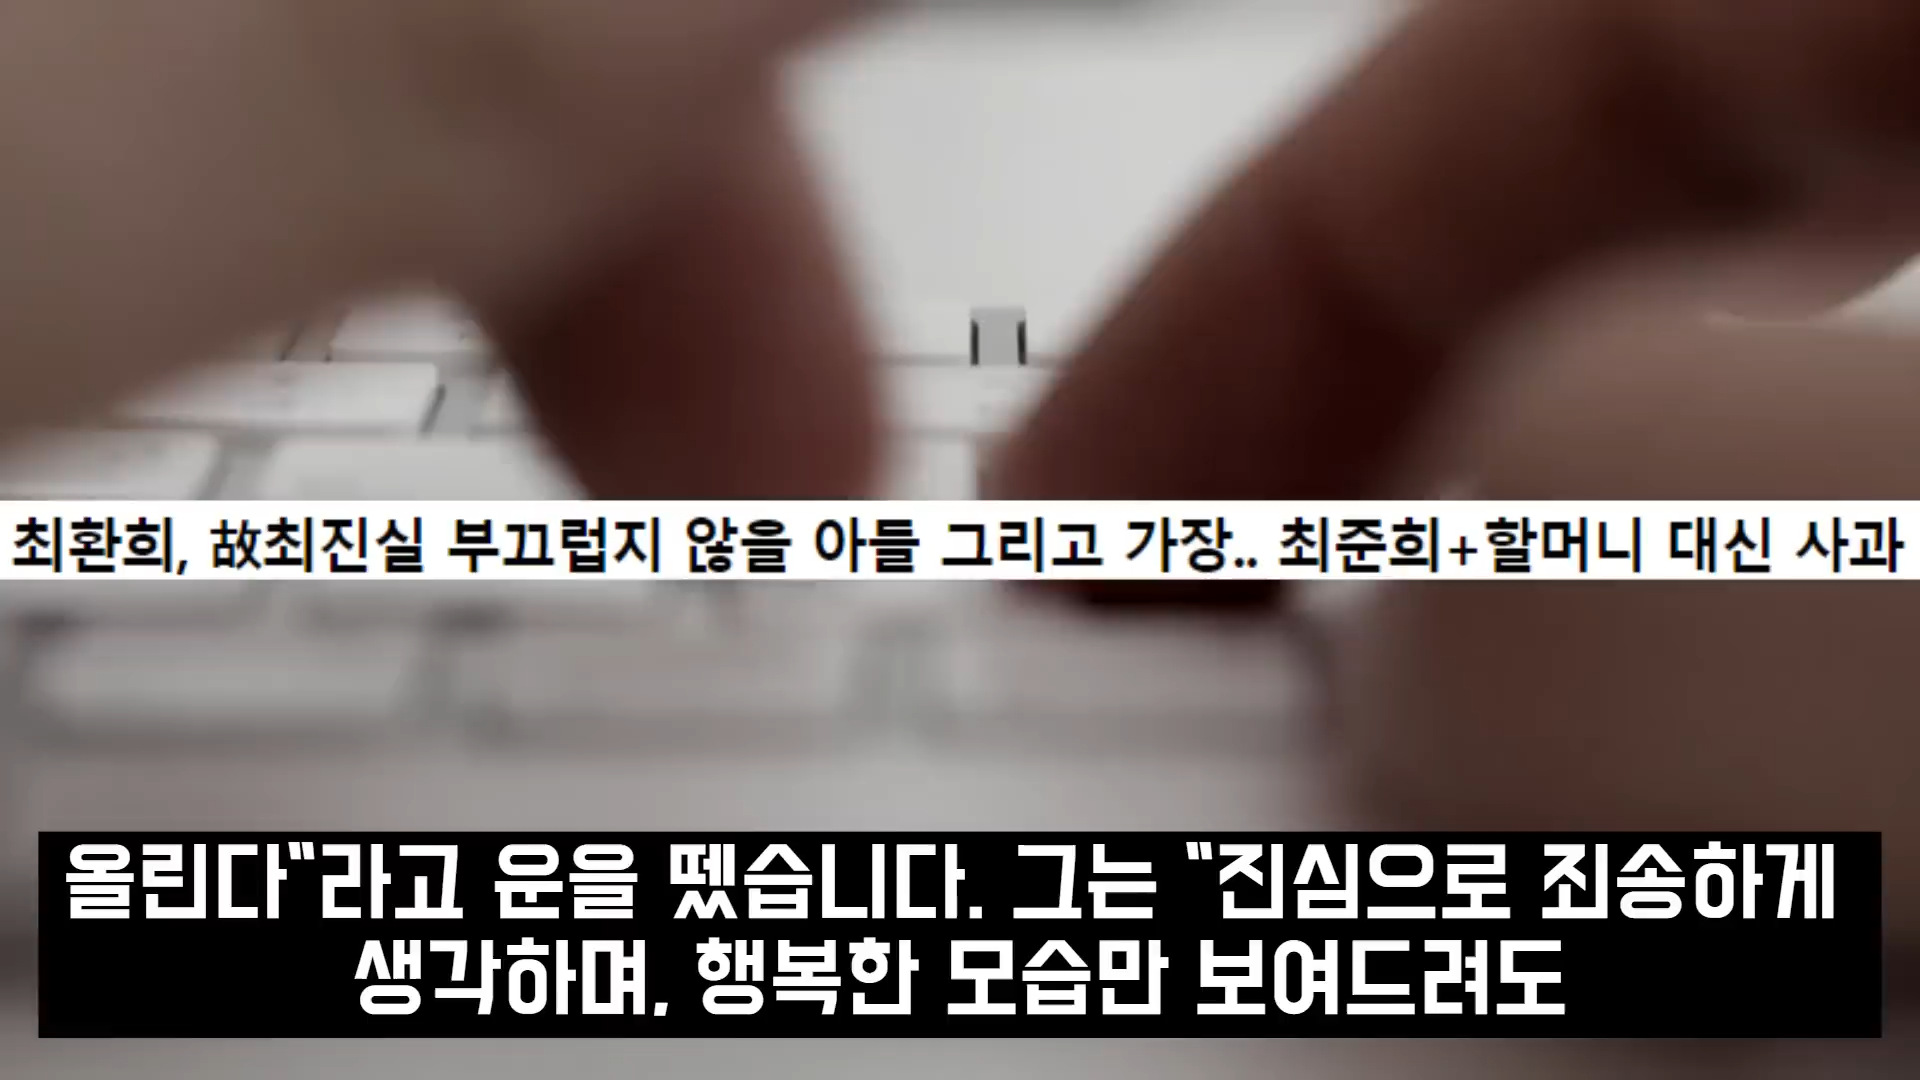 최환희, 故최진실 부끄럽지 않을 아들 그리고 가장.. 최준희+할머니 대신 사과
올린다"라고 운을 뗐습니다. 그는 "진심으로 죄송하게
생각하며, 행복한 모습만 보여드려도